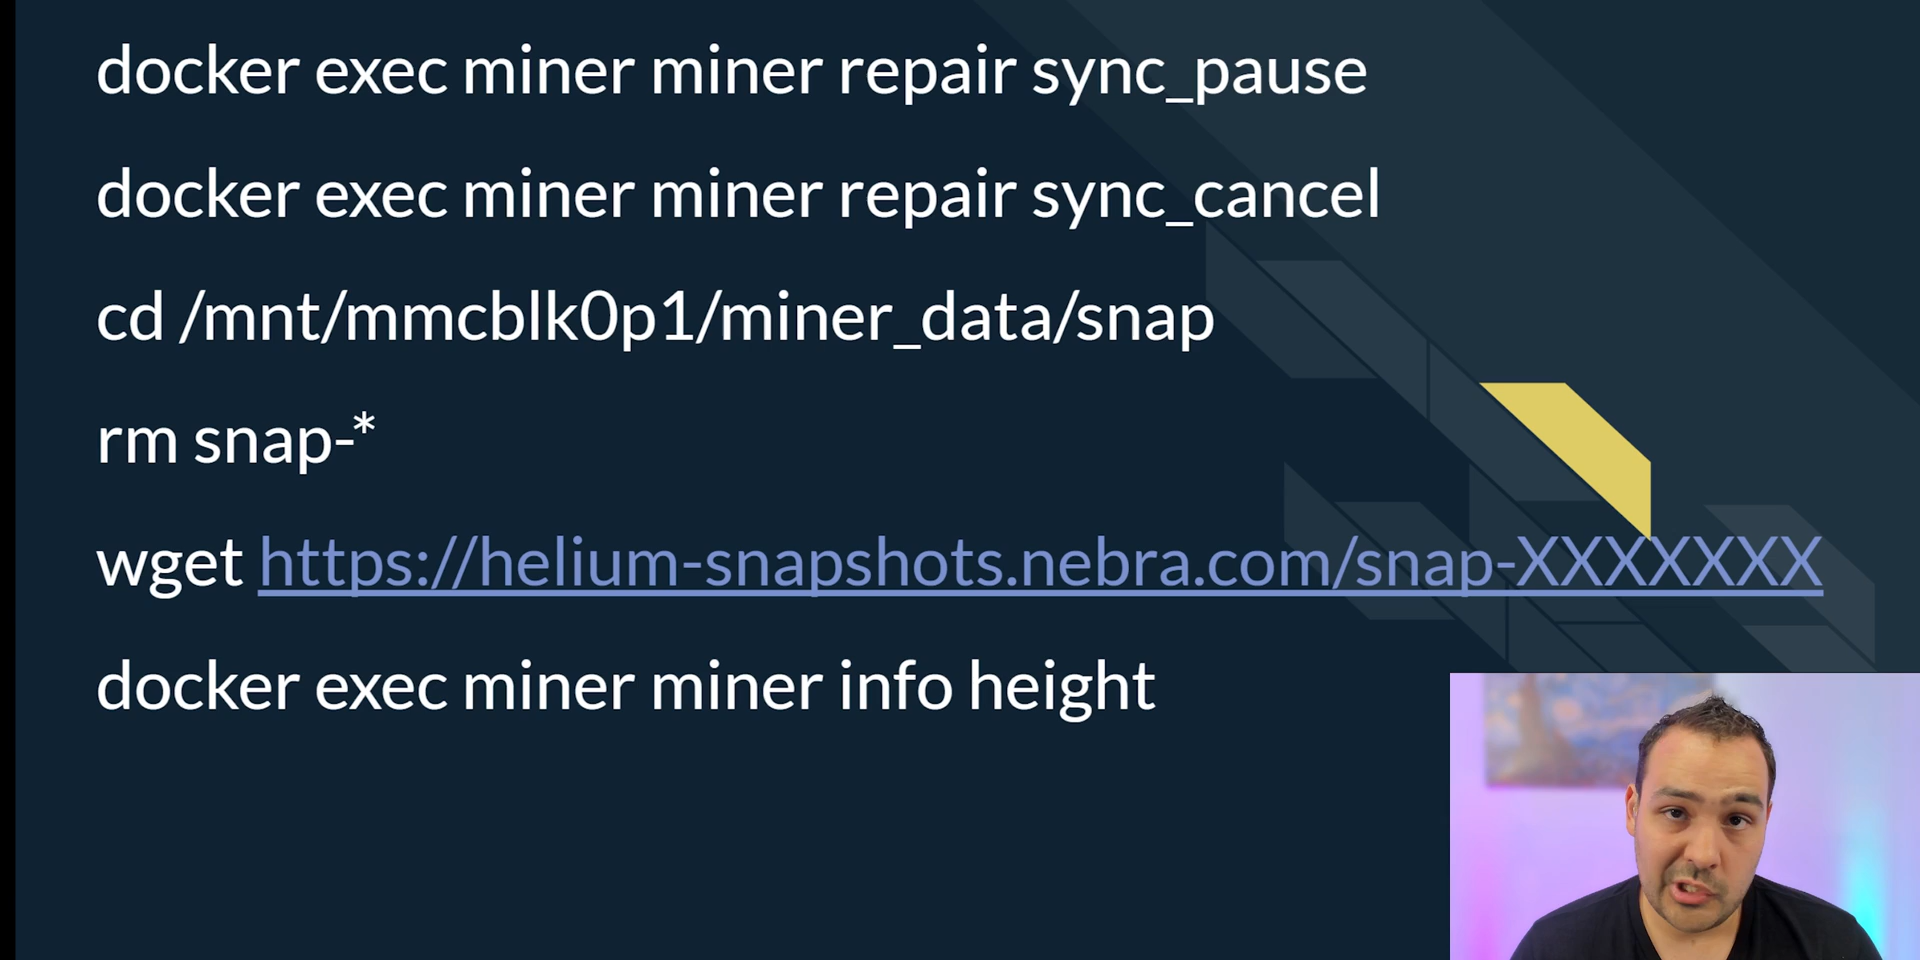 docker exec miner miner repair sync_pause
docker exec miner miner repair sync_cancel
cd /mnt/mmcblk0p1/miner_data/snap
rm snap-*
wget https://helium-snapshots.nebra.com/snap-XXXXXXX
docker exec miner miner info height